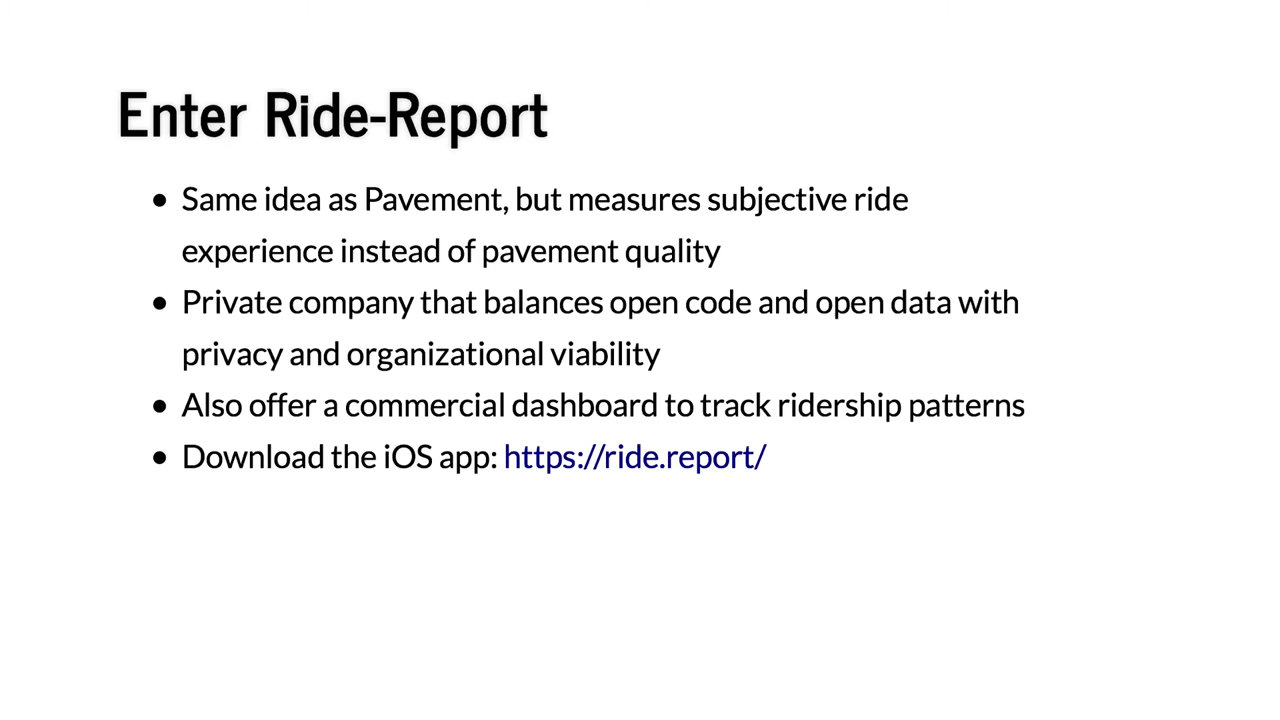 Enter Ride-Report
• Same idea as Pavement, but measures subjective ride
experience instead of pavement quality
• Private company that balances open code and open data with
privacy and organizational viability
• Also offer a commercial dashboard to track ridership patterns
• Download the iOS app: https://ride.report/